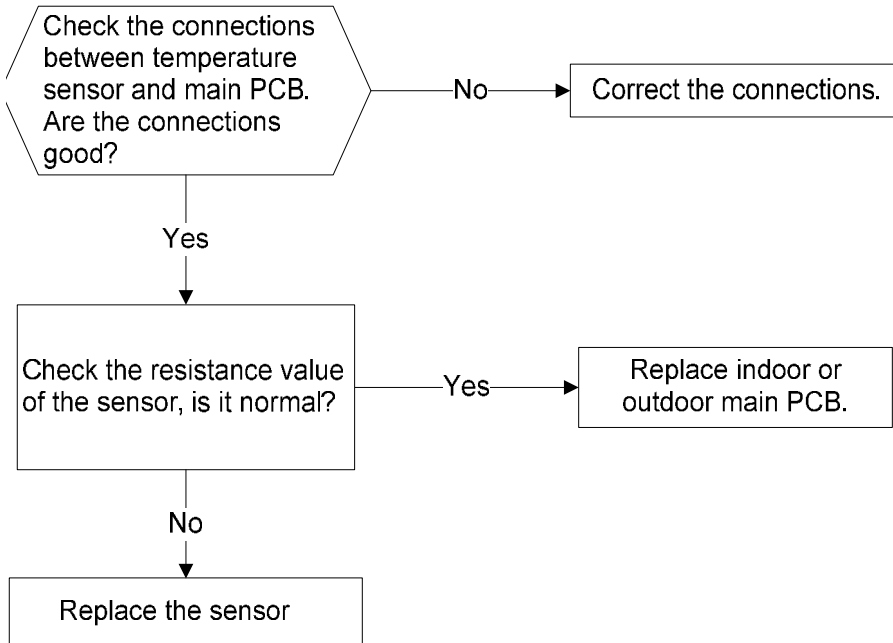 Check the connections
between temperature
sensor and main PCB.
Are the connections
good?
No
Correct the connections.
Yes
Check the resistance value
of the sensor, is it normal?
Yes
Replace indoor or
outdoor main PCB.
No
Replace the sensor